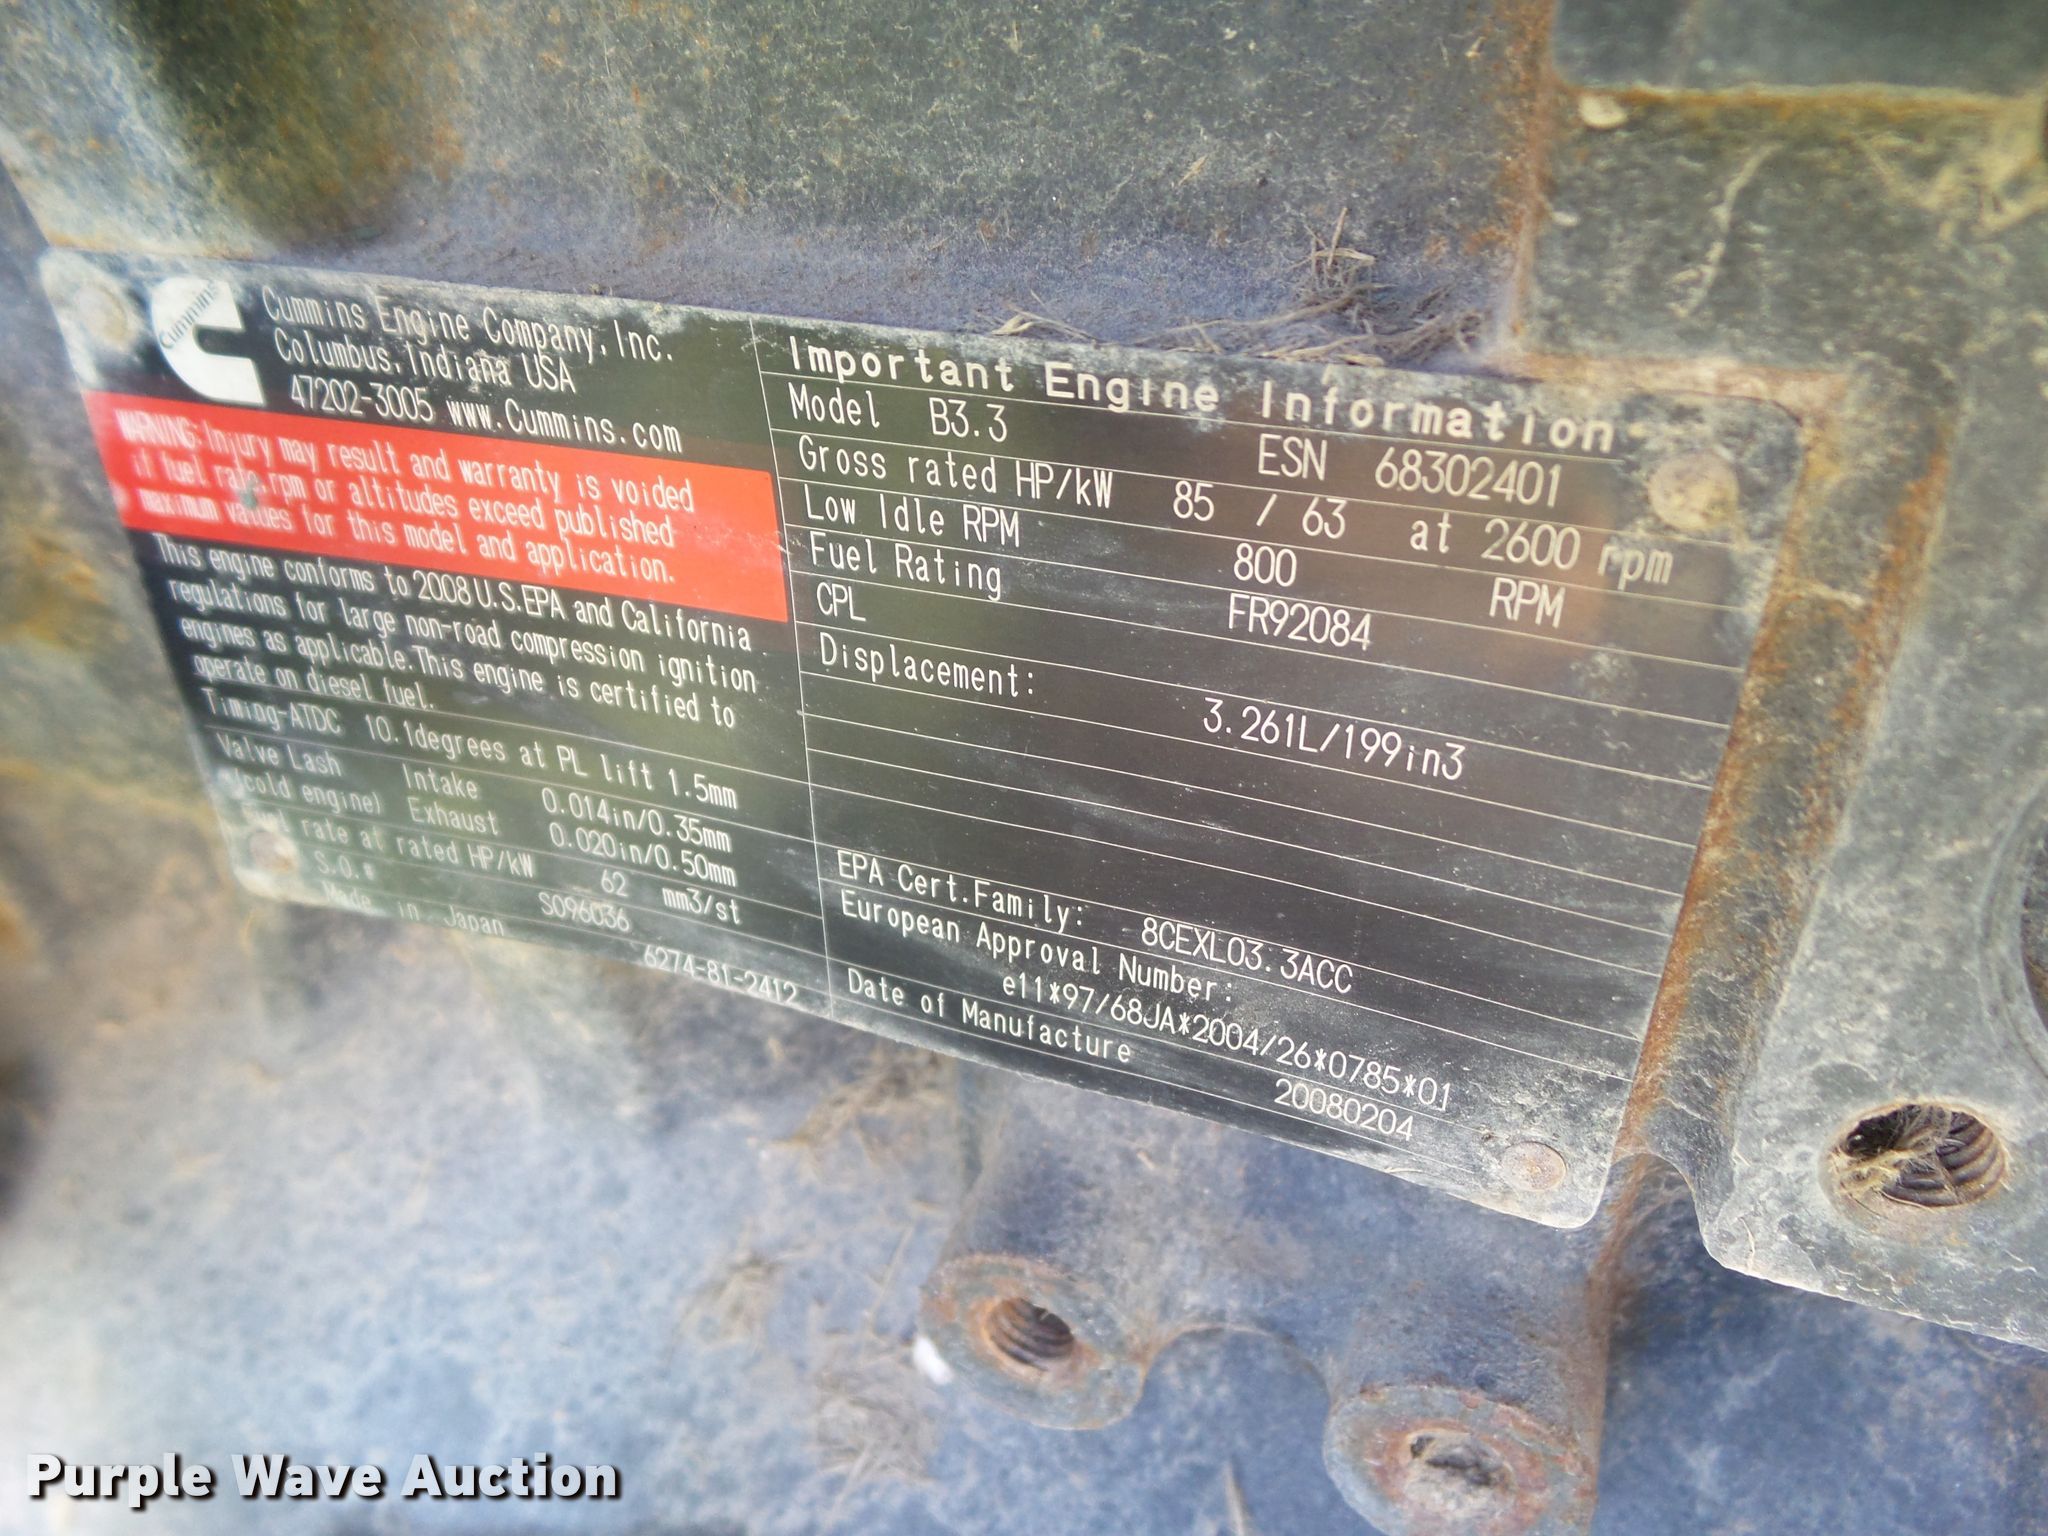 Cummins
Cummins Engine Company, Inc.
Columbus, Indiana USA
47202-3005 www.Cummins.com
WARNING: Injury may result and warranty is voided
if fuel rate, rpm or altitudes exceed published
maximum values for this model and application.
This engine conforms to 2008 U.S.EPA and California
regulations for large non-road compression ignition
engines as applicable. This engine is certified to
operate on diesel fuel.
Timing-ATDC 10.1degrees at PL lift 1.5mm
Valve Lash Intake 0.014in/0.35mm
(cold engine) Exhaust 0.020in/0.50mm
Fuel rate at rated HP/kW 62 mm3/st
S.O.# SO96036
Made in Japan 6274-81-2412
Important Engine Information
Model B3.3 ESN 68302401
Gross rated HP/kW 85 / 63 at 2600 rpm
Low Idle RPM 800 RPM
Fuel Rating FR92084
CPL
Displacement: 3.261L/199in3
EPA Cert.Family: 8CEXL03.3ACC
European Approval Number:
e11*97/68JA*2004/26*0785*01
Date of Manufacture 20080204
Purple Wave Auction